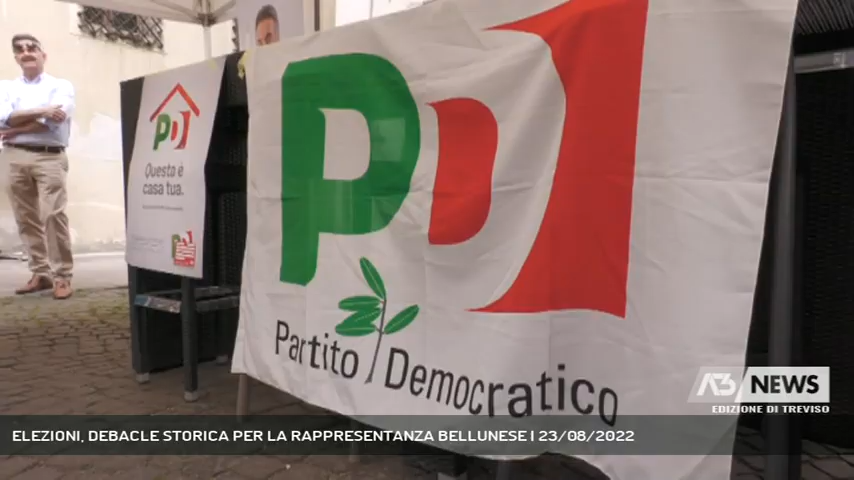 PD
Questa è
casa tua.
PD
Partito Democratico
A3 NEWS
EDIZIONE DI TREVISO
ELEZIONI, DEBACLE STORICA PER LA RAPPRESENTANZA BELLUNESE | 23/08/2022